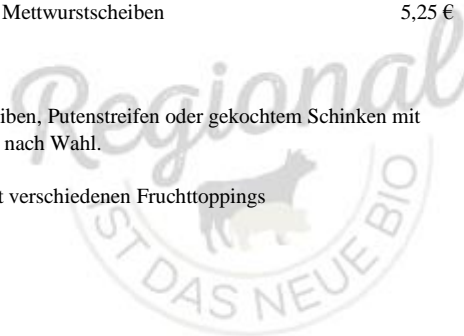 Mettwurstscheiben 5,25 €
Regional
iben, Putenstreifen oder gekochtem Schinken mit
nach Wahl.
t verschiedenen Fruchttoppings
IST DAS NEUE BIO